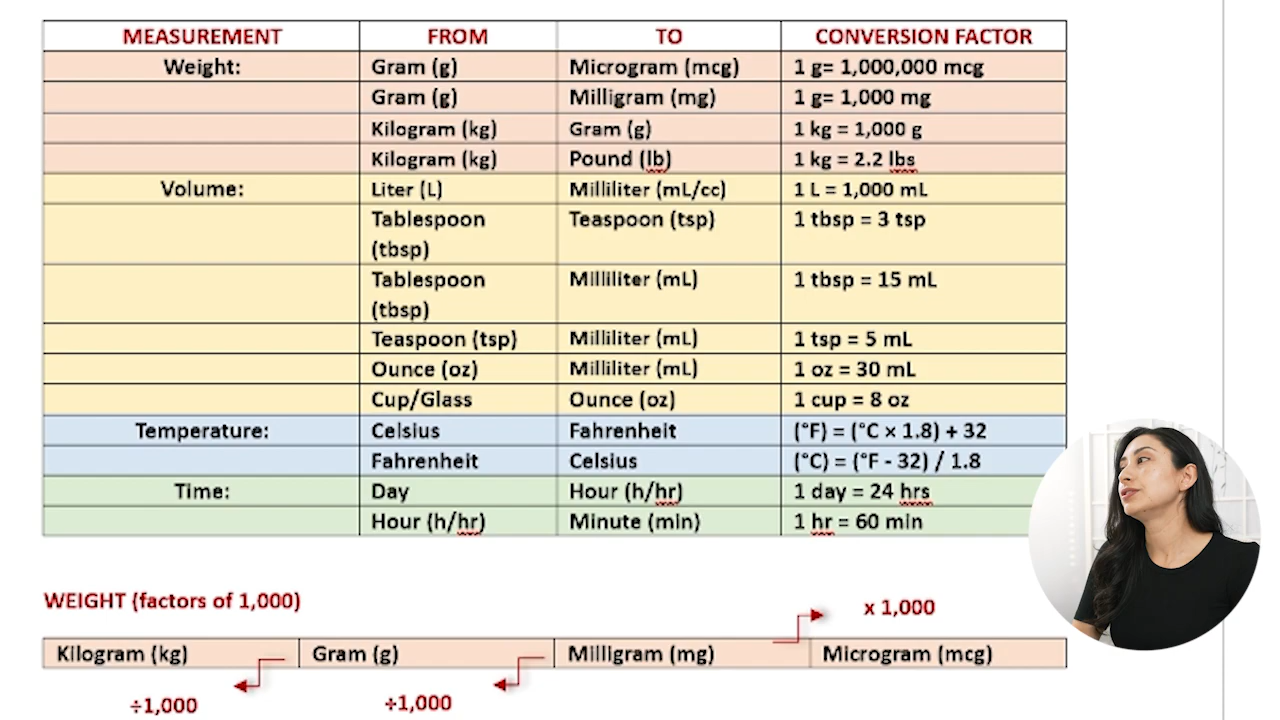 MEASUREMENT FROM TO CONVERSION FACTOR
Weight: Gram (g) Microgram (mcg) 1 g= 1,000,000 mcg
Gram (g) Milligram (mg) 1 g= 1,000 mg
Kilogram (kg) Gram (g) 1 kg = 1,000 g
Kilogram (kg) Pound (lb) 1 kg = 2.2 lbs
Volume: Liter (L) Milliliter (mL/cc) 1 L = 1,000 mL
Tablespoon Teaspoon (tsp) 1 tbsp = 3 tsp
(tbsp)
Tablespoon Milliliter (mL) 1 tbsp = 15 mL
(tbsp)
Teaspoon (tsp) Milliliter (mL) 1 tsp = 5 mL
Ounce (oz) Milliliter (mL) 1 oz = 30 mL
Cup/Glass Ounce (oz) 1 cup = 8 oz
Temperature: Celsius Fahrenheit (°F) = (°C × 1.8) + 32
Fahrenheit Celsius (°C) = (°F - 32) / 1.8
Time: Day Hour (h/hr) 1 day = 24 hrs
Hour (h/hr) Minute (min) 1 hr = 60 min
WEIGHT (factors of 1,000)
x 1,000
Kilogram (kg) Gram (g) Milligram (mg) Microgram (mcg)
÷1,000 ÷1,000